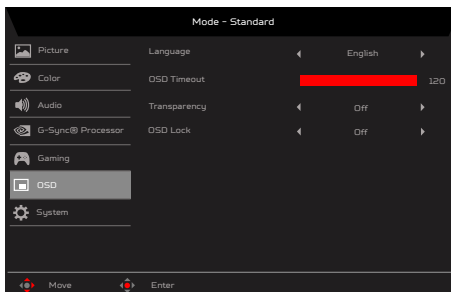 Mode - Standard
Picture
Language
English
Color
OSD Timeout
120
Audio
Transparency
Off
G-Sync® Processor
OSD Lock
Off
Gaming
OSD
System
Move
Enter